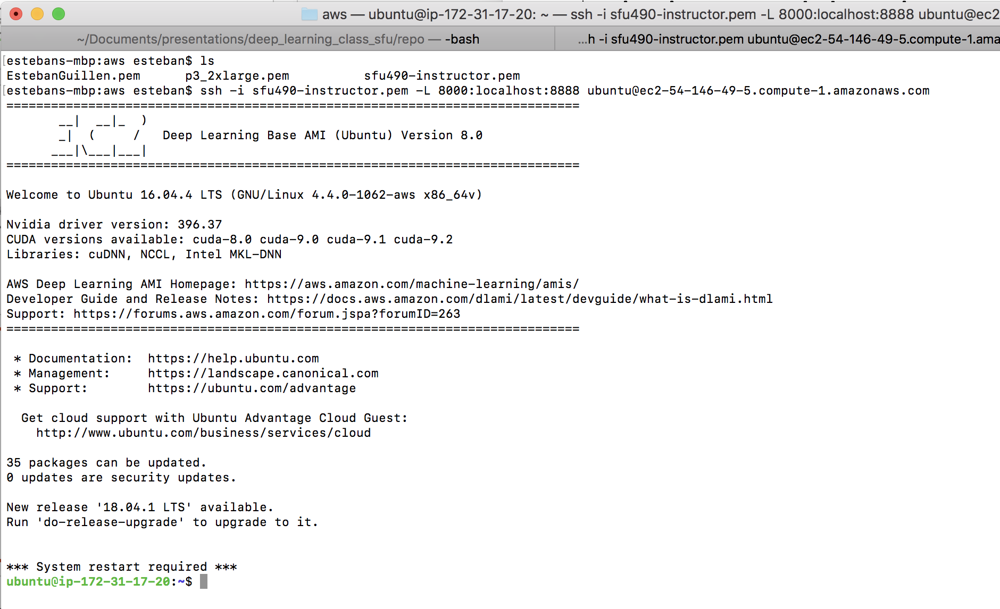 aws — ubuntu@ip-172-31-17-20: ~ — ssh -i sfu490-instructor.pem -L 8000:localhost:8888 ubuntu@ec2
~/Documents/presentations/deep_learning_class_sfu/repo — -bash
...h -i sfu490-instructor.pem ubuntu@ec2-54-146-49-5.compute-1.ama
[estebans-mbp:aws esteban$ ls
EstebanGuillen.pem      p3_2xlarge.pem          sfu490-instructor.pem
[estebans-mbp:aws esteban$ ssh -i sfu490-instructor.pem -L 8000:localhost:8888 ubuntu@ec2-54-146-49-5.compute-1.amazonaws.com
=============================================================================
       __|  __|_  )
       _|  (     /   Deep Learning Base AMI (Ubuntu) Version 8.0
      ___|\___|___|
=============================================================================
Welcome to Ubuntu 16.04.4 LTS (GNU/Linux 4.4.0-1062-aws x86_64v)
Nvidia driver version: 396.37
CUDA versions available: cuda-8.0 cuda-9.0 cuda-9.1 cuda-9.2
Libraries: cuDNN, NCCL, Intel MKL-DNN
AWS Deep Learning AMI Homepage: https://aws.amazon.com/machine-learning/amis/
Developer Guide and Release Notes: https://docs.aws.amazon.com/dlami/latest/devguide/what-is-dlami.html
Support: https://forums.aws.amazon.com/forum.jspa?forumID=263
=============================================================================
 * Documentation:  https://help.ubuntu.com
 * Management:     https://landscape.canonical.com
 * Support:        https://ubuntu.com/advantage
  Get cloud support with Ubuntu Advantage Cloud Guest:
    http://www.ubuntu.com/business/services/cloud
35 packages can be updated.
0 updates are security updates.
New release '18.04.1 LTS' available.
Run 'do-release-upgrade' to upgrade to it.
*** System restart required ***
ubuntu@ip-172-31-17-20:~$